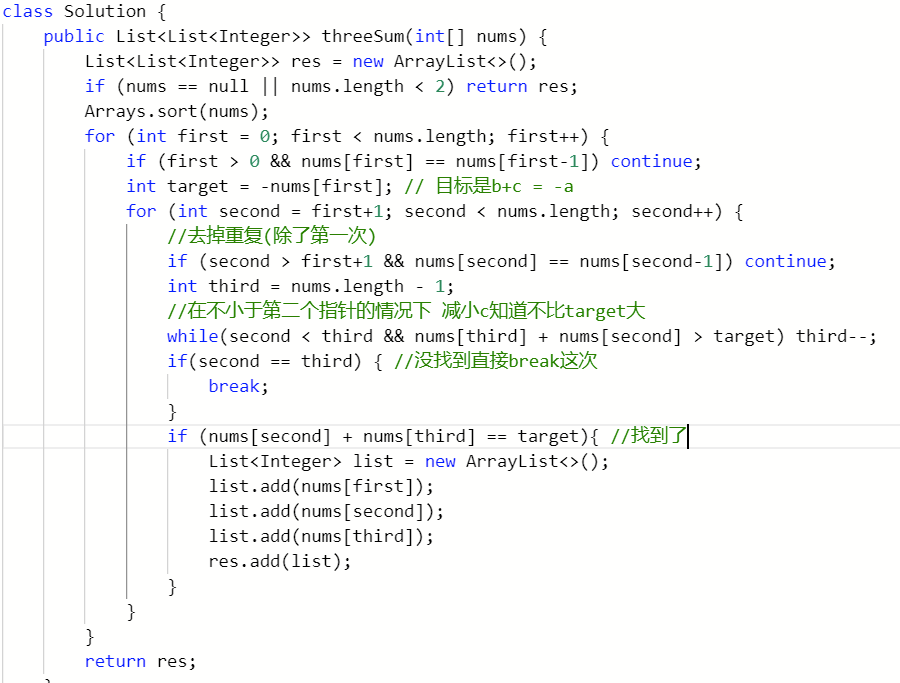 class Solution {
    public List<List<Integer>> threeSum(int[] nums) {
        List<List<Integer>> res = new ArrayList<>();
        if (nums == null || nums.length < 2) return res;
        Arrays.sort(nums);
        for (int first = 0; first < nums.length; first++) {
            if (first > 0 && nums[first] == nums[first-1]) continue;
            int target = -nums[first]; // 目标是b+c = -a
            for (int second = first+1; second < nums.length; second++) {
                //去掉重复(除了第一次)
                if (second > first+1 && nums[second] == nums[second-1]) continue;
                int third = nums.length - 1;
                //在不小于第二个指针的情况下 减小c知道不比target大
                while(second < third && nums[third] + nums[second] > target) third--;
                if(second == third) { //没找到直接break这次
                    break;
                }
                if (nums[second] + nums[third] == target){ //找到了
                    List<Integer> list = new ArrayList<>();
                    list.add(nums[first]);
                    list.add(nums[second]);
                    list.add(nums[third]);
                    res.add(list);
                }
            }
        }
        return res;